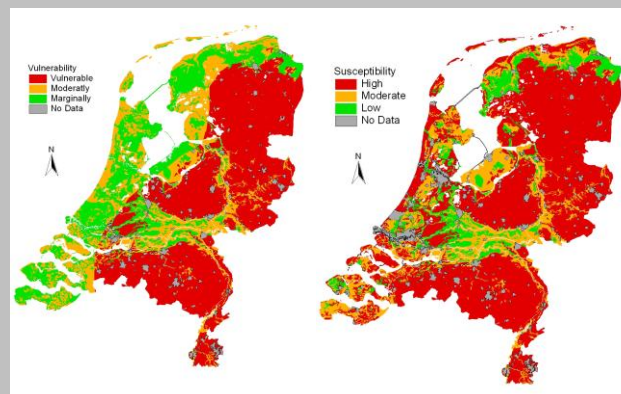 Vulnerability
Vulnerable
Moderatly
Marginally
No Data
N
Susceptibility
High
Moderate
Low
No Data
N